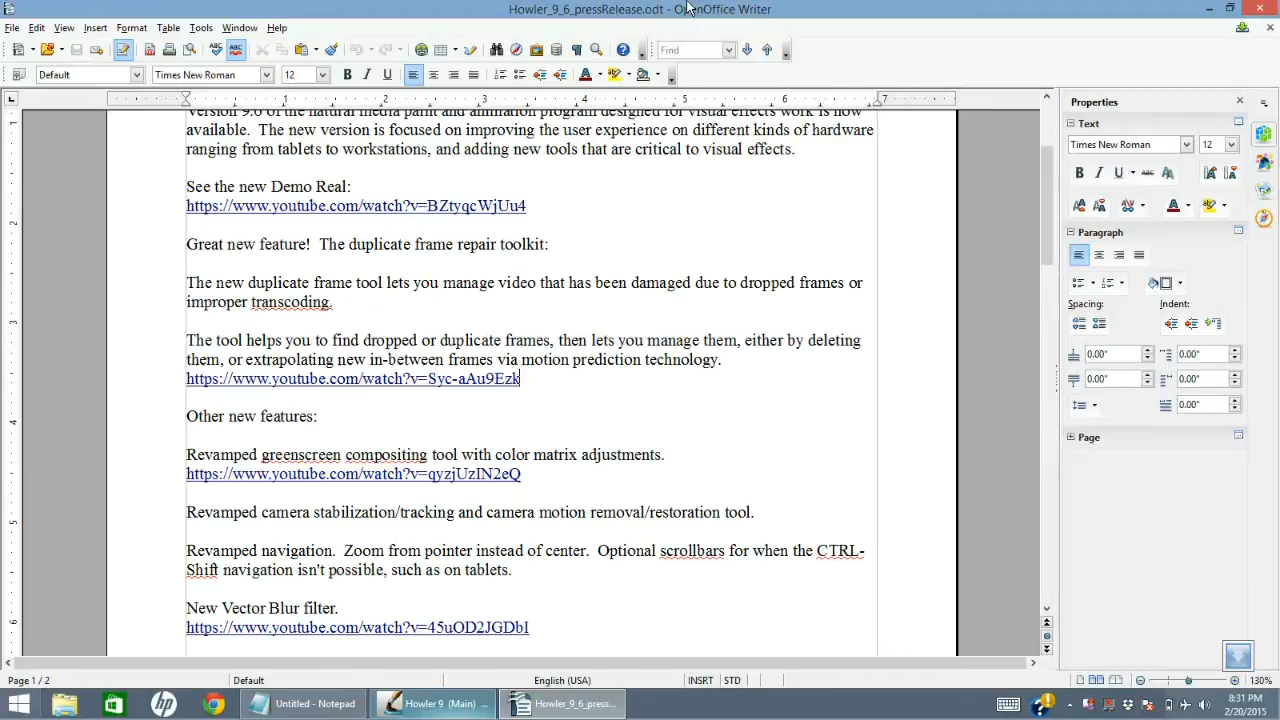 Howler_9_6_pressRelease.odt - OpenOffice Writer
File Edit View Insert Format Table Tools Window Help
Find
Default Times New Roman 12
1 2 3 4 5 6 7
Properties
Text
Times New Roman 12
Paragraph
Spacing: Indent:
0.00" 0.00"
0.00" 0.00"
0.00"
Page
Version 9.6 of the natural media paint and animation program designed for visual effects work is now
available. The new version is focused on improving the user experience on different kinds of hardware
ranging from tablets to workstations, and adding new tools that are critical to visual effects.
See the new Demo Real:
https://www.youtube.com/watch?v=BZtyqcWjUu4
Great new feature! The duplicate frame repair toolkit:
The new duplicate frame tool lets you manage video that has been damaged due to dropped frames or
improper transcoding.
The tool helps you to find dropped or duplicate frames, then lets you manage them, either by deleting
them, or extrapolating new in-between frames via motion prediction technology.
https://www.youtube.com/watch?v=Syc-aAu9Ezk
Other new features:
Revamped greenscreen compositing tool with color matrix adjustments.
https://www.youtube.com/watch?v=qyzjUzIN2eQ
Revamped camera stabilization/tracking and camera motion removal/restoration tool.
Revamped navigation. Zoom from pointer instead of center. Optional scrollbars for when the CTRL-
Shift navigation isn't possible, such as on tablets.
New Vector Blur filter.
https://www.youtube.com/watch?v=45uOD2JGDbI
Page 1 / 2 Default English (USA) INSRT STD 130%
Untitled - Notepad Howler 9 (Main) ... Howler_9_6_press...
8:31 PM
2/20/2015